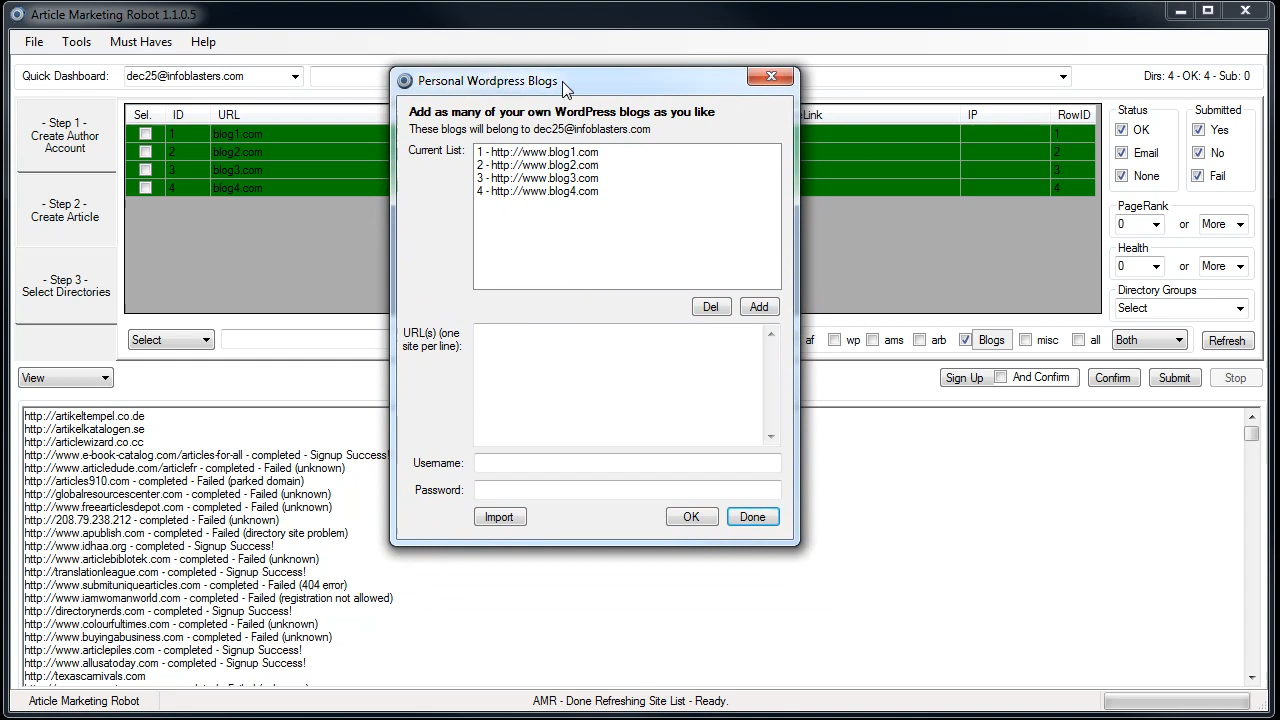 Article Marketing Robot 1.1.0.5
File Tools Must Haves Help
Quick Dashboard: dec25@infoblasters.com
Dirs: 4 - OK: 4 - Sub: 0
- Step 1 -
Create Author
Account
- Step 2 -
Create Article
- Step 3 -
Select Directories
Sel. ID URL
Link IP RowID
1 blog1.com 1
2 blog2.com 2
3 blog3.com 3
4 blog4.com 4
Personal Wordpress Blogs
Add as many of your own WordPress blogs as you like
These blogs will belong to dec25@infoblasters.com
Current List:
1 - http://www.blog1.com
2 - http://www.blog2.com
3 - http://www.blog3.com
4 - http://www.blog4.com
Del Add
URL(s) (one
site per line):
Username:
Password:
Import OK Done
Status
OK
Email
None
Submitted
Yes
No
Fail
PageRank
0 or More
Health
0 or More
Directory Groups
Select
Select
af wp ams arb Blogs misc all Both Refresh
View
Sign Up And Confirm Confirm Submit Stop
http://artikeltempel.co.de
http://artikelkatalogen.se
http://articlewizard.co.cc
http://www.e-book-catalog.com/articles-for-all - completed - Signup Success!
http://www.articledude.com/articlefr - completed - Failed (unknown)
http://articles910.com - completed - Failed (parked domain)
http://globalresourcescenter.com - completed - Failed (unknown)
http://www.freearticlesdepot.com - completed - Failed (unknown)
http://208.79.238.212 - completed - Failed (unknown)
http://www.apublish.com - completed - Failed (directory site problem)
http://www.idhaa.org - completed - Signup Success!
http://www.articlebiblotek.com - completed - Failed (unknown)
http://translationleague.com - completed - Signup Success!
http://www.submituniquearticles.com - completed - Failed (404 error)
http://www.iamwomanworld.com - completed - Failed (registration not allowed)
http://directorynerds.com - completed - Signup Success!
http://www.colourfultimes.com - completed - Failed (unknown)
http://www.buyingabusiness.com - completed - Failed (unknown)
http://www.articlepiles.com - completed - Signup Success!
http://www.allusatoday.com - completed - Signup Success!
http://texascarnivals.com
Article Marketing Robot
AMR - Done Refreshing Site List - Ready.